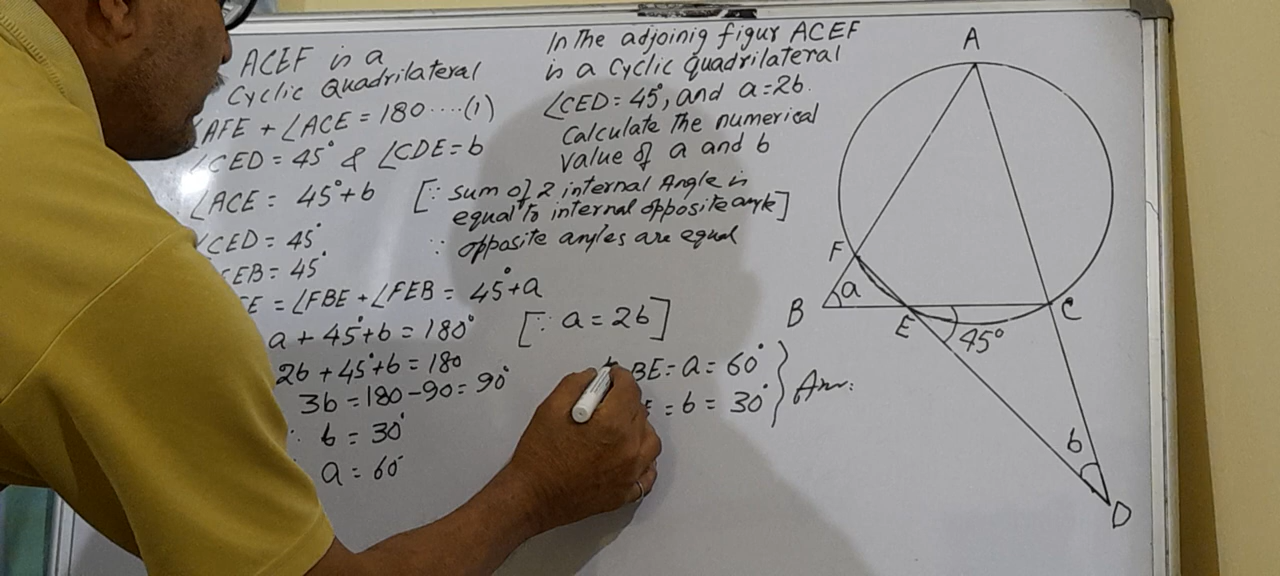 ACEF is a
Cyclic Quadrilateral
∠AFE + ∠ACE = 180 ....(1)
∠CED = 45° & ∠CDE = b
∠ACE = 45° + b [∵ sum of 2 internal Angle is
equal to internal opposite angle]
∠CED = 45°
FEB = 45° ∵ opposite angles are equal
FE = ∠FBE + ∠FEB = 45° + a
a + 45° + b = 180° [∵ a = 2b]
2b + 45° + b = 180
3b = 180 - 90 = 90°
∴ b = 30°
a = 60°
BE = a = 60°
= b = 30° } Ans:
In The adjoinig figur ACEF
is a Cyclic quadrilateral
∠CED = 45°, and a = 2b.
Calculate The numerical
value of a and b
A
F
B
a
E
C
45°
b
D